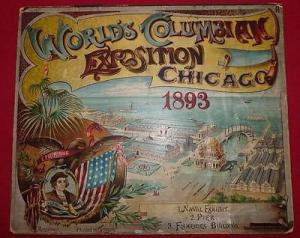 WORLD'S COLUMBIAN
EXPOSITION
CHICAGO
1893
1. NAVAL EXHIBIT.
2. PIER.
3. FISHERIES BUILDING.